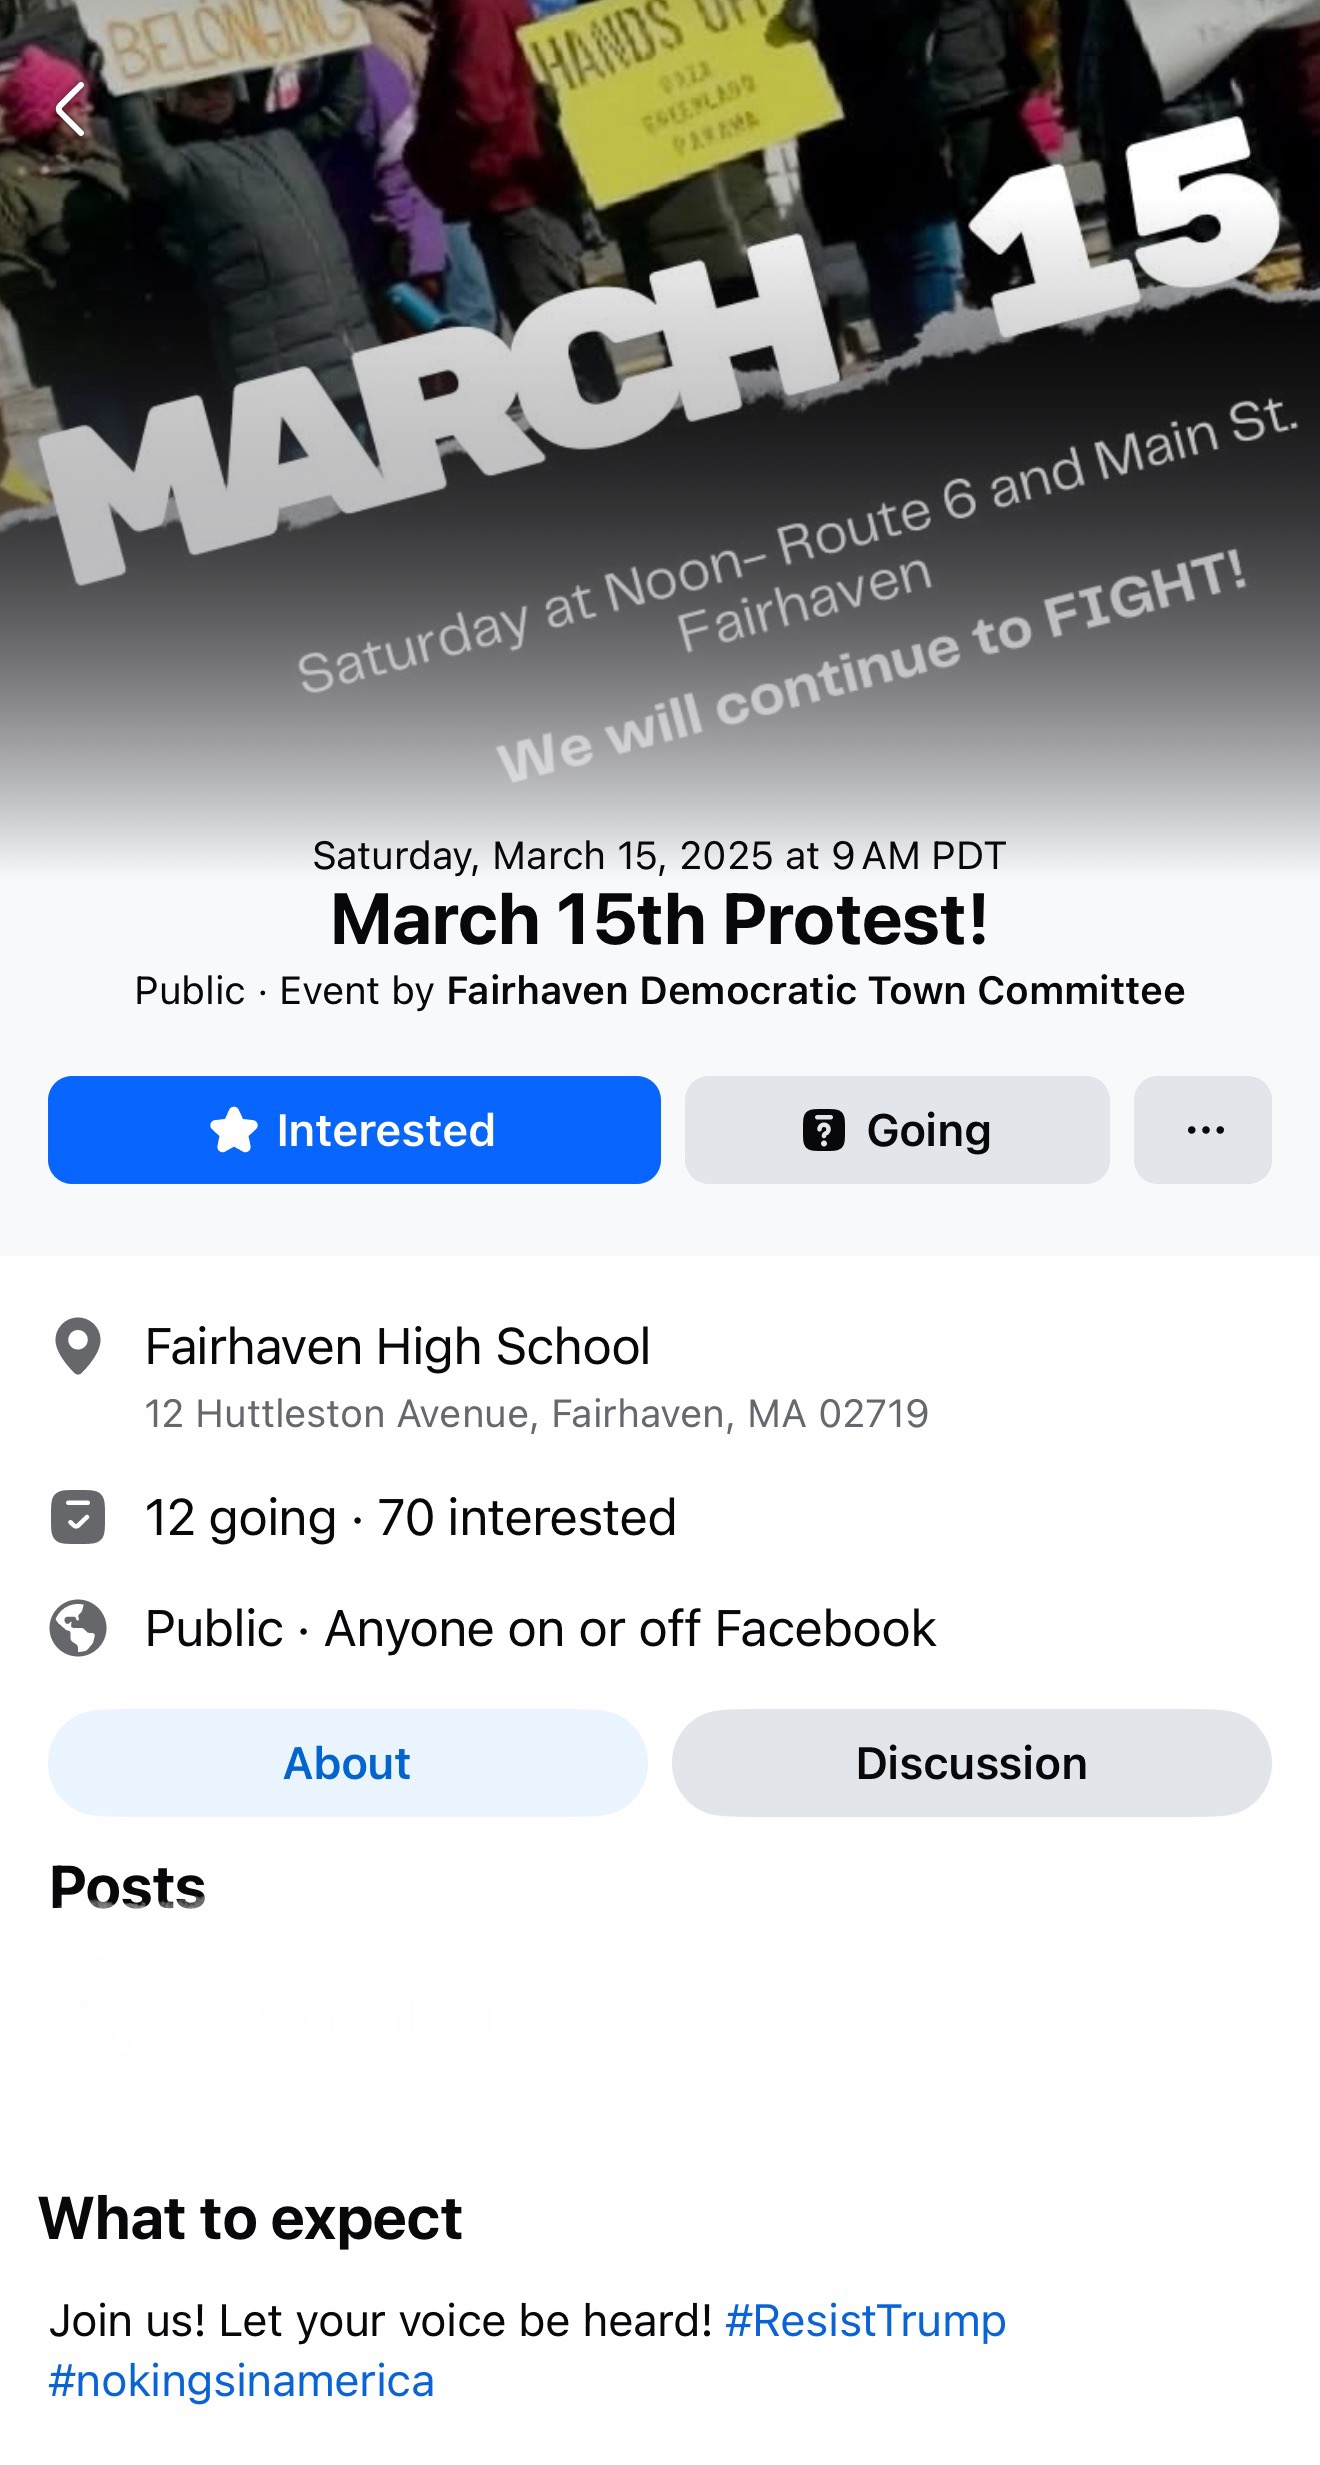 BELONGING
HANDS OFF
GAZA
GREENLAND
PANAMA
MARCH 15
Saturday at Noon– Route 6 and Main St.
Fairhaven
We will continue to FIGHT!
Saturday, March 15, 2025 at 9 AM PDT
March 15th Protest!
Public · Event by Fairhaven Democratic Town Committee
Interested
Going
Fairhaven High School
12 Huttleston Avenue, Fairhaven, MA 02719
12 going · 70 interested
Public · Anyone on or off Facebook
About
Discussion
Posts
What to expect
Join us! Let your voice be heard! #ResistTrump
#nokingsinamerica